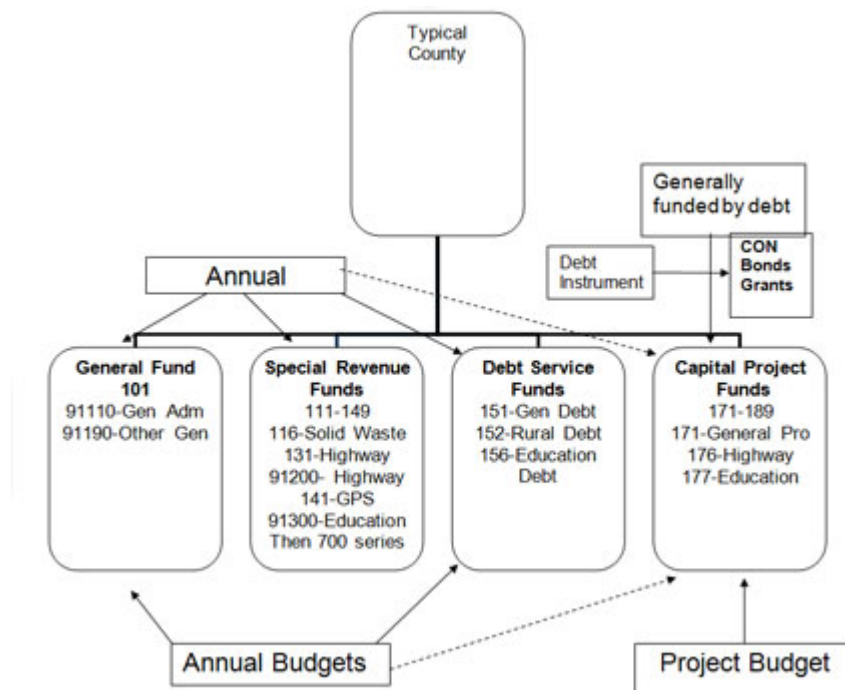 Typical
County
Generally
funded by debt
CON
Bonds
Grants
Debt
Instrument
Annual
General Fund
101
91110-Gen Adm
91190-Other Gen
Special Revenue
Funds
111-149
116-Solid Waste
131-Highway
91200- Highway
141-GPS
91300-Education
Then 700 series
Debt Service
Funds
151-Gen Debt
152-Rural Debt
156-Education
Debt
Capital Project
Funds
171-189
171-General Pro
176-Highway
177-Education
Annual Budgets
Project Budget